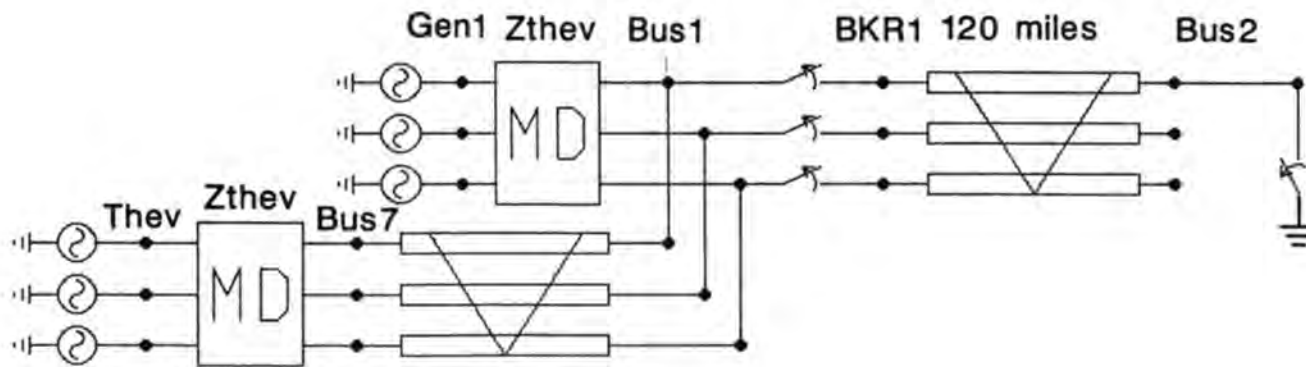 Gen1 Zthev Bus1 BKR1 120 miles Bus2
MD
Thev Zthev Bus7
MD